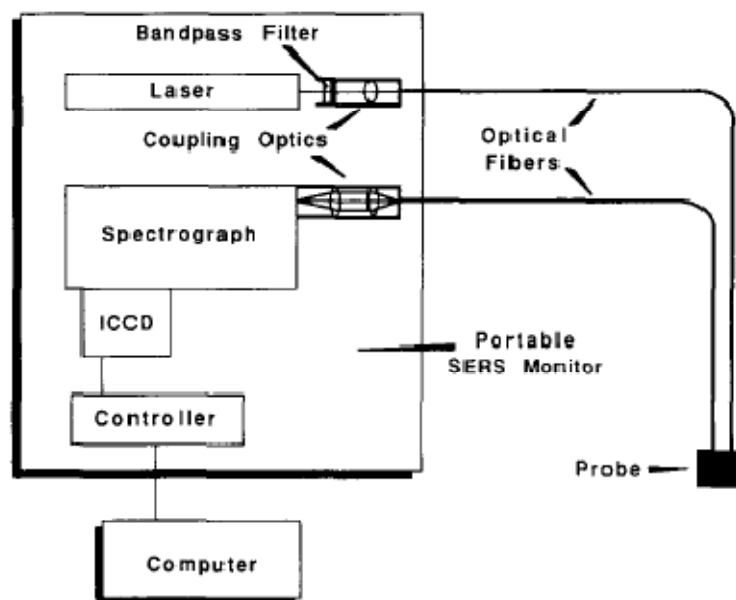 Bandpass Filter
Laser
Coupling Optics
Optical
Fibers
Spectrograph
ICCD
Portable
SERS Monitor
Controller
Probe
Computer